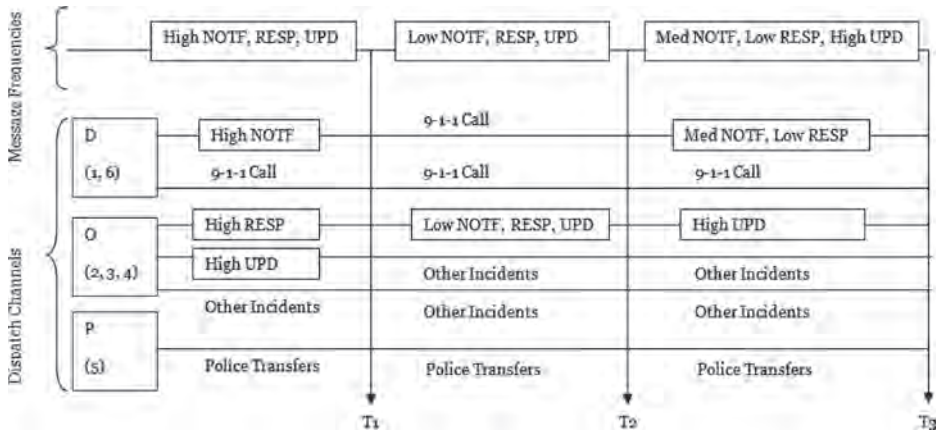 Message Frequencies
High NOTF, RESP, UPD
Low NOTF, RESP, UPD
Med NOTF, Low RESP, High UPD
Dispatch Channels
D
(1, 6)
High NOTF
9-1-1 Call
Med NOTF, Low RESP
9-1-1 Call
9-1-1 Call
9-1-1 Call
O
(2, 3, 4)
High RESP
Low NOTF, RESP, UPD
High UPD
High UPD
Other Incidents
Other Incidents
Other Incidents
Other Incidents
Other Incidents
P
(5)
Police Transfers
Police Transfers
Police Transfers
T1
T2
T3